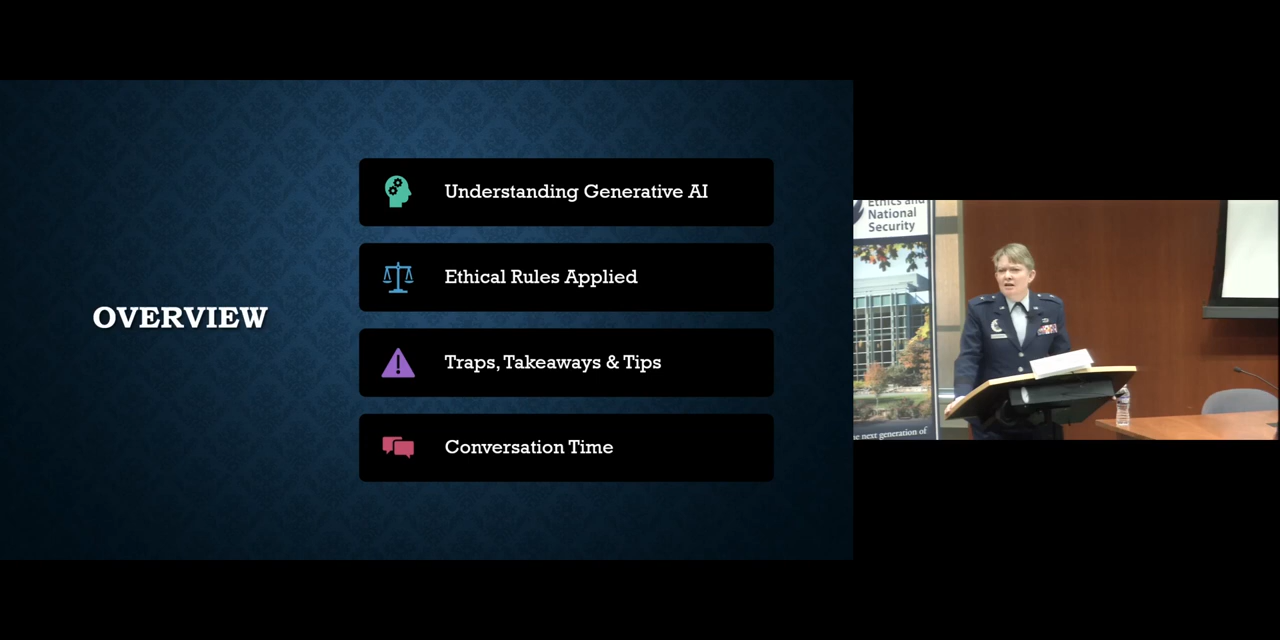 OVERVIEW
Understanding Generative AI
Ethical Rules Applied
Traps, Takeaways & Tips
Conversation Time
Ethics and
National
Security
next generation of